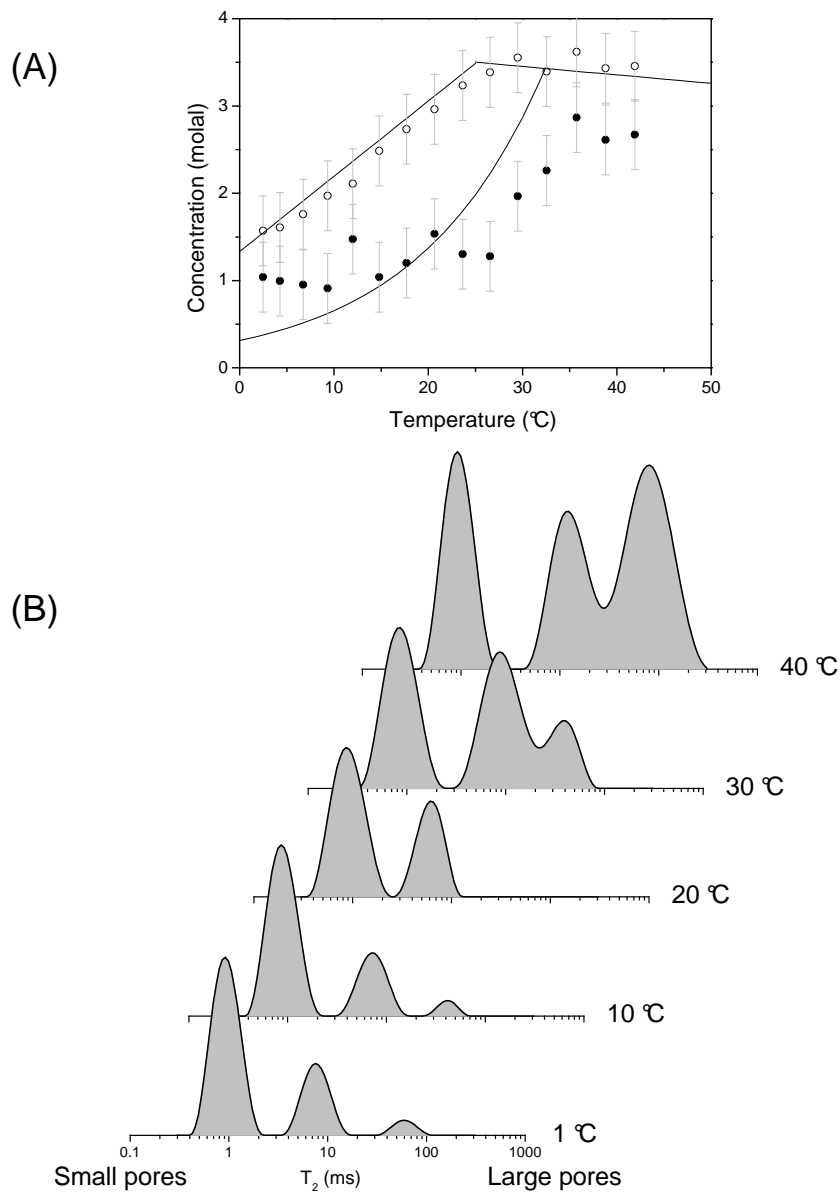 (A)
4
3
2
1
0
Concentration (molal)
0 10 20 30 40 50
Temperature (°C)
(B)
40 °C
30 °C
20 °C
10 °C
1 °C
0.1 1 10 100 1000
Small pores T2 (ms) Large pores